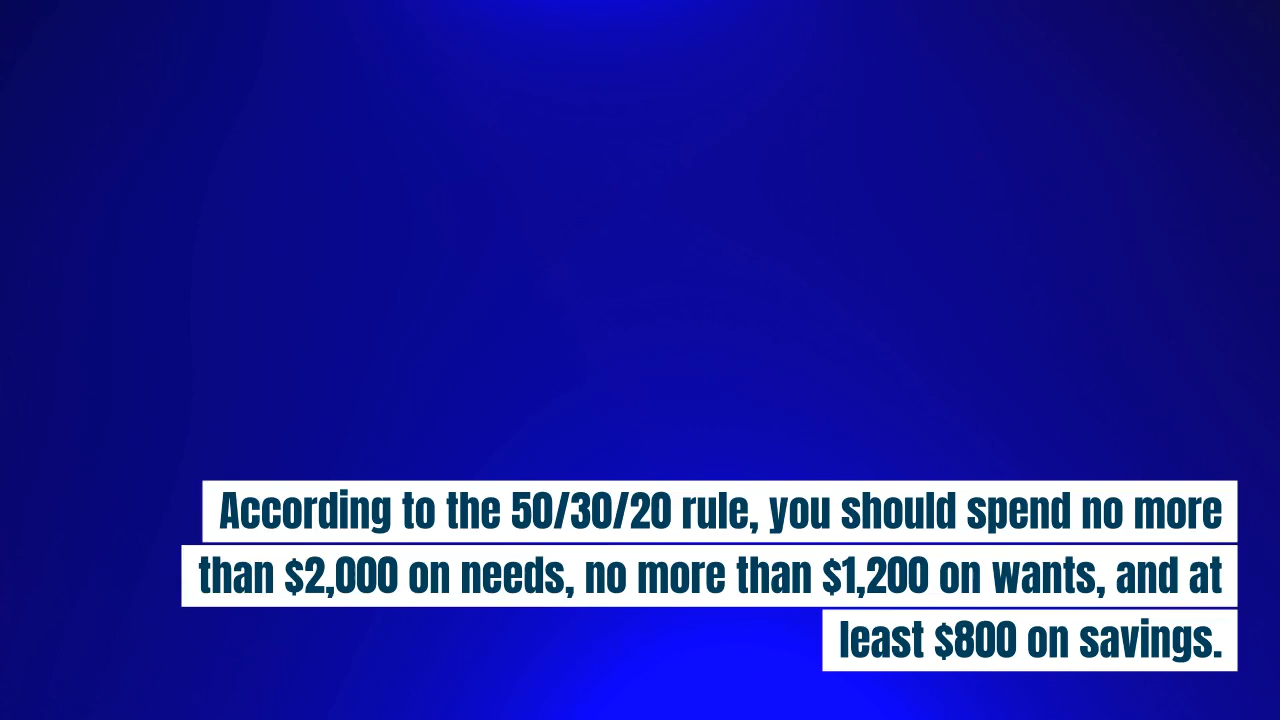 According to the 50/30/20 rule, you should spend no more
than $2,000 on needs, no more than $1,200 on wants, and at
least $800 on savings.